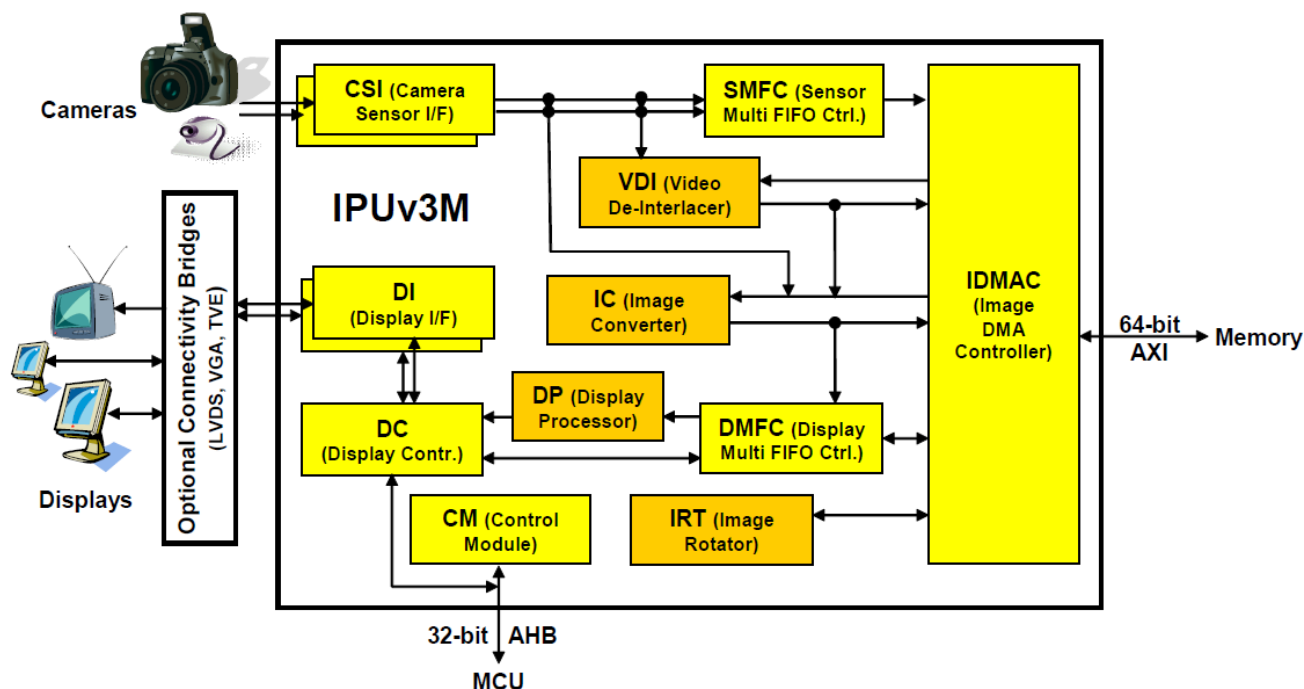 Cameras
CSI (Camera
Sensor I/F)
SMFC (Sensor
Multi FIFO Ctrl.)
VDI (Video
De-Interlacer)
IPUv3M
Optional Connectivity Bridges
(LVDS, VGA, TVE)
DI
(Display I/F)
IC (Image
Converter)
IDMAC
(Image
DMA
Controller)
64-bit
AXI
Memory
DP (Display
Processor)
DC
(Display Contr.)
DMFC (Display
Multi FIFO Ctrl.)
Displays
CM (Control
Module)
IRT (Image
Rotator)
32-bit AHB
MCU